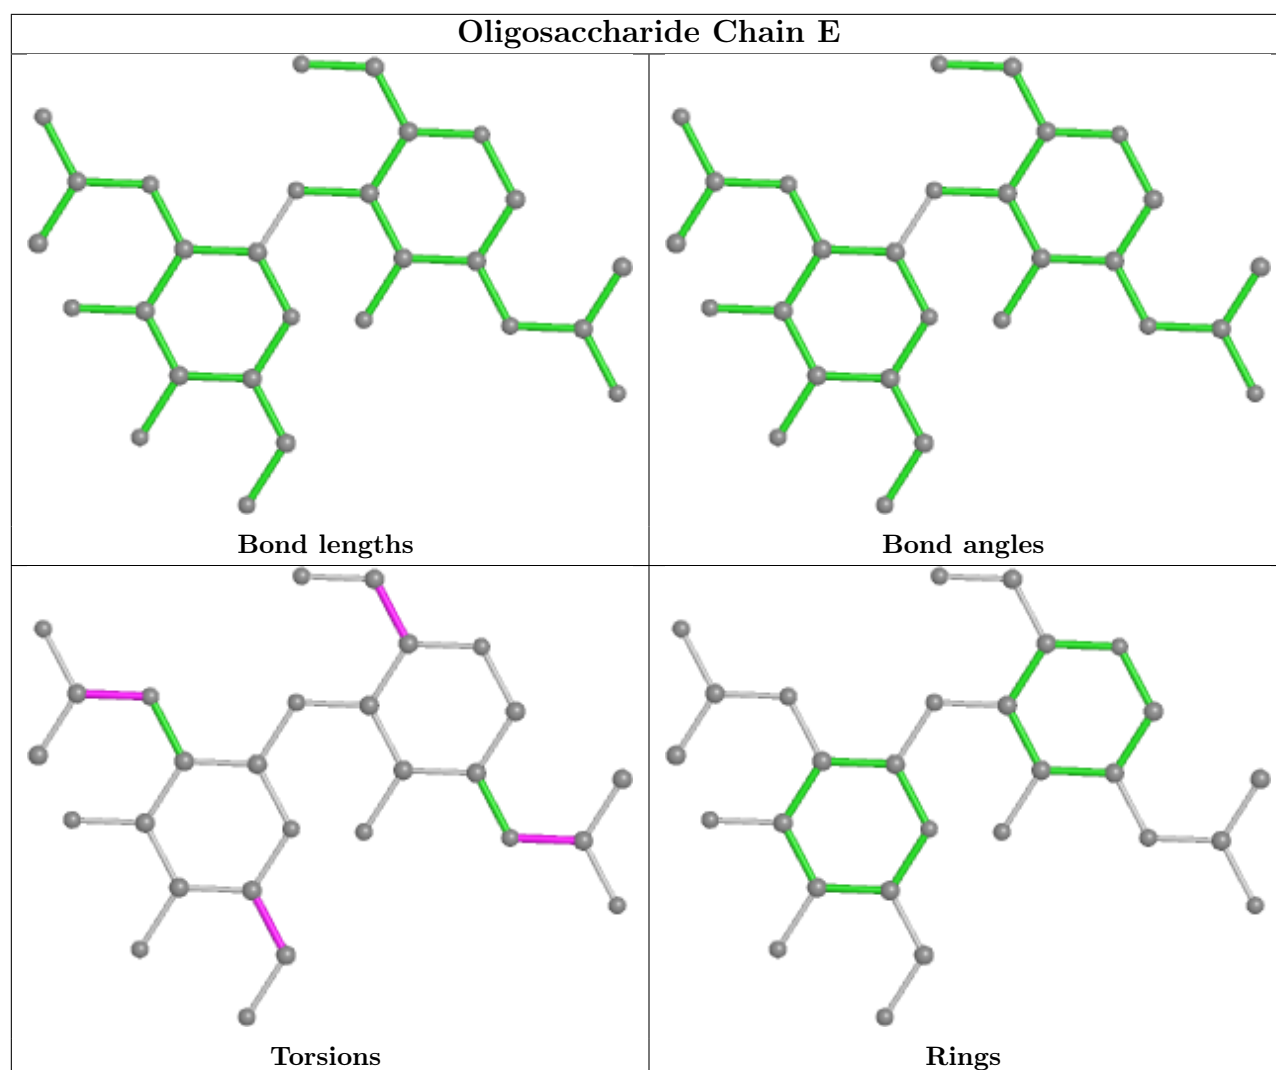 Oligosaccharide Chain E
Bond lengths
Bond angles
Torsions
Rings